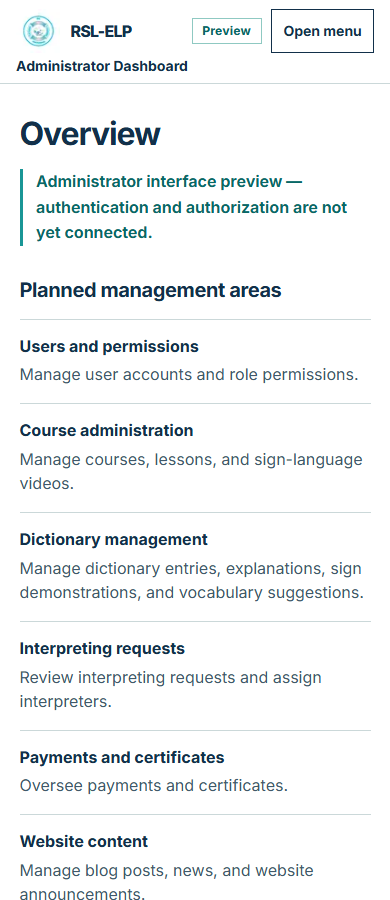 RSL-ELP
Preview
Open menu
Administrator Dashboard
Overview
Administrator interface preview —
authentication and authorization are not
yet connected.
Planned management areas
Users and permissions
Manage user accounts and role permissions.
Course administration
Manage courses, lessons, and sign-language
videos.
Dictionary management
Manage dictionary entries, explanations, sign
demonstrations, and vocabulary suggestions.
Interpreting requests
Review interpreting requests and assign
interpreters.
Payments and certificates
Oversee payments and certificates.
Website content
Manage blog posts, news, and website
announcements.